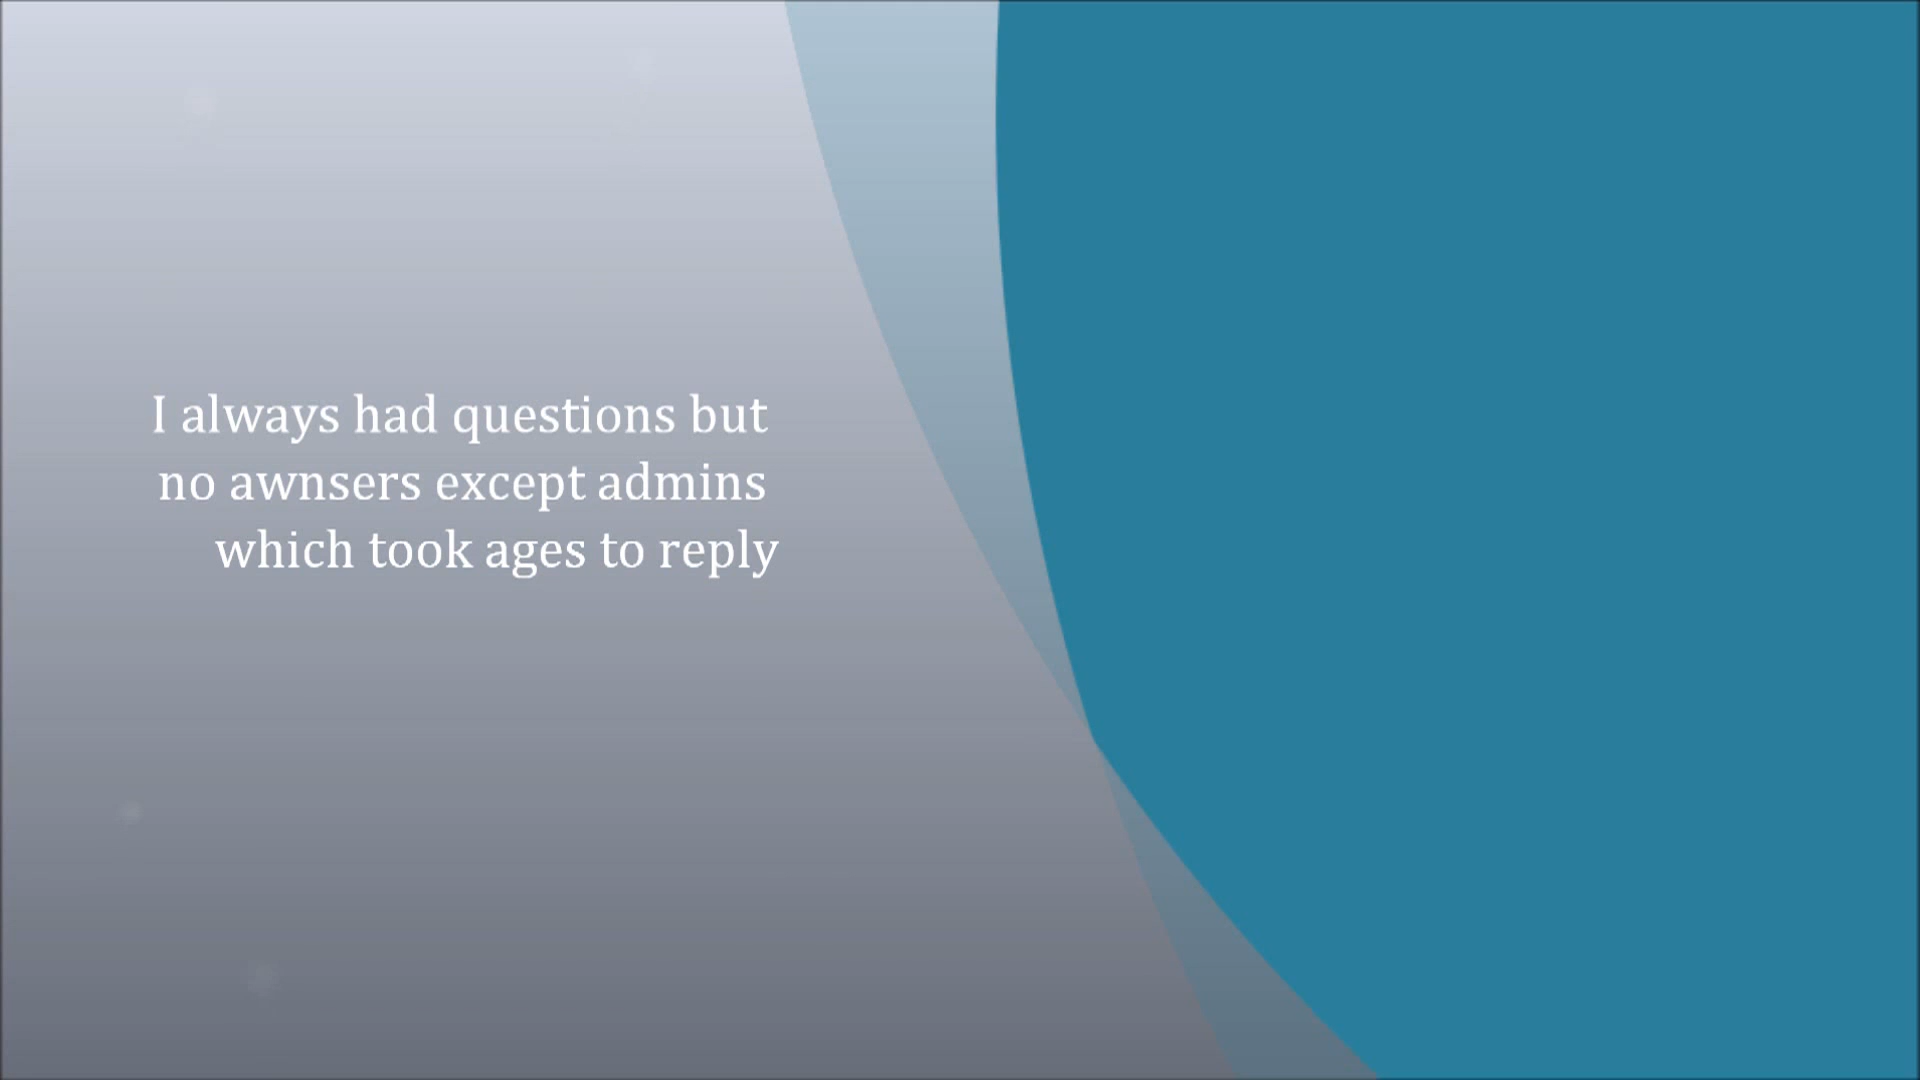 I always had questions but
no awnsers except admins
which took ages to reply